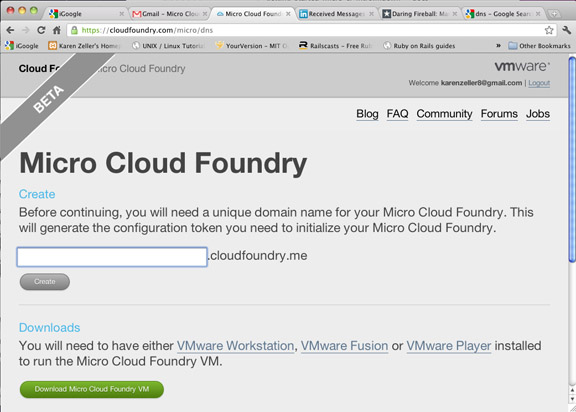 iGoogle
Gmail – Micro Cloud
Micro Cloud Foundry
Received Messages
Daring Fireball: Ma
dns – Google Searc
https://cloudfoundry.com/micro/dns
iGoogle
Karen Zeller's Home
UNIX / Linux Tutorial
YourVersion – MIT O
Railscasts – Free Ru
Ruby on Rails guides
Other Bookmarks
Cloud Fo Micro Cloud Foundry
vmware
BETA
Welcome karenzeller8@gmail.com | Logout
Blog FAQ Community Forums Jobs
Micro Cloud Foundry
Create
Before continuing, you will need a unique domain name for your Micro Cloud Foundry. This
will generate the configuration token you need to initialize your Micro Cloud Foundry.
.cloudfoundry.me
Create
Downloads
You will need to have either VMware Workstation, VMware Fusion or VMware Player installed
to run the Micro Cloud Foundry VM.
Download Micro Cloud Foundry VM